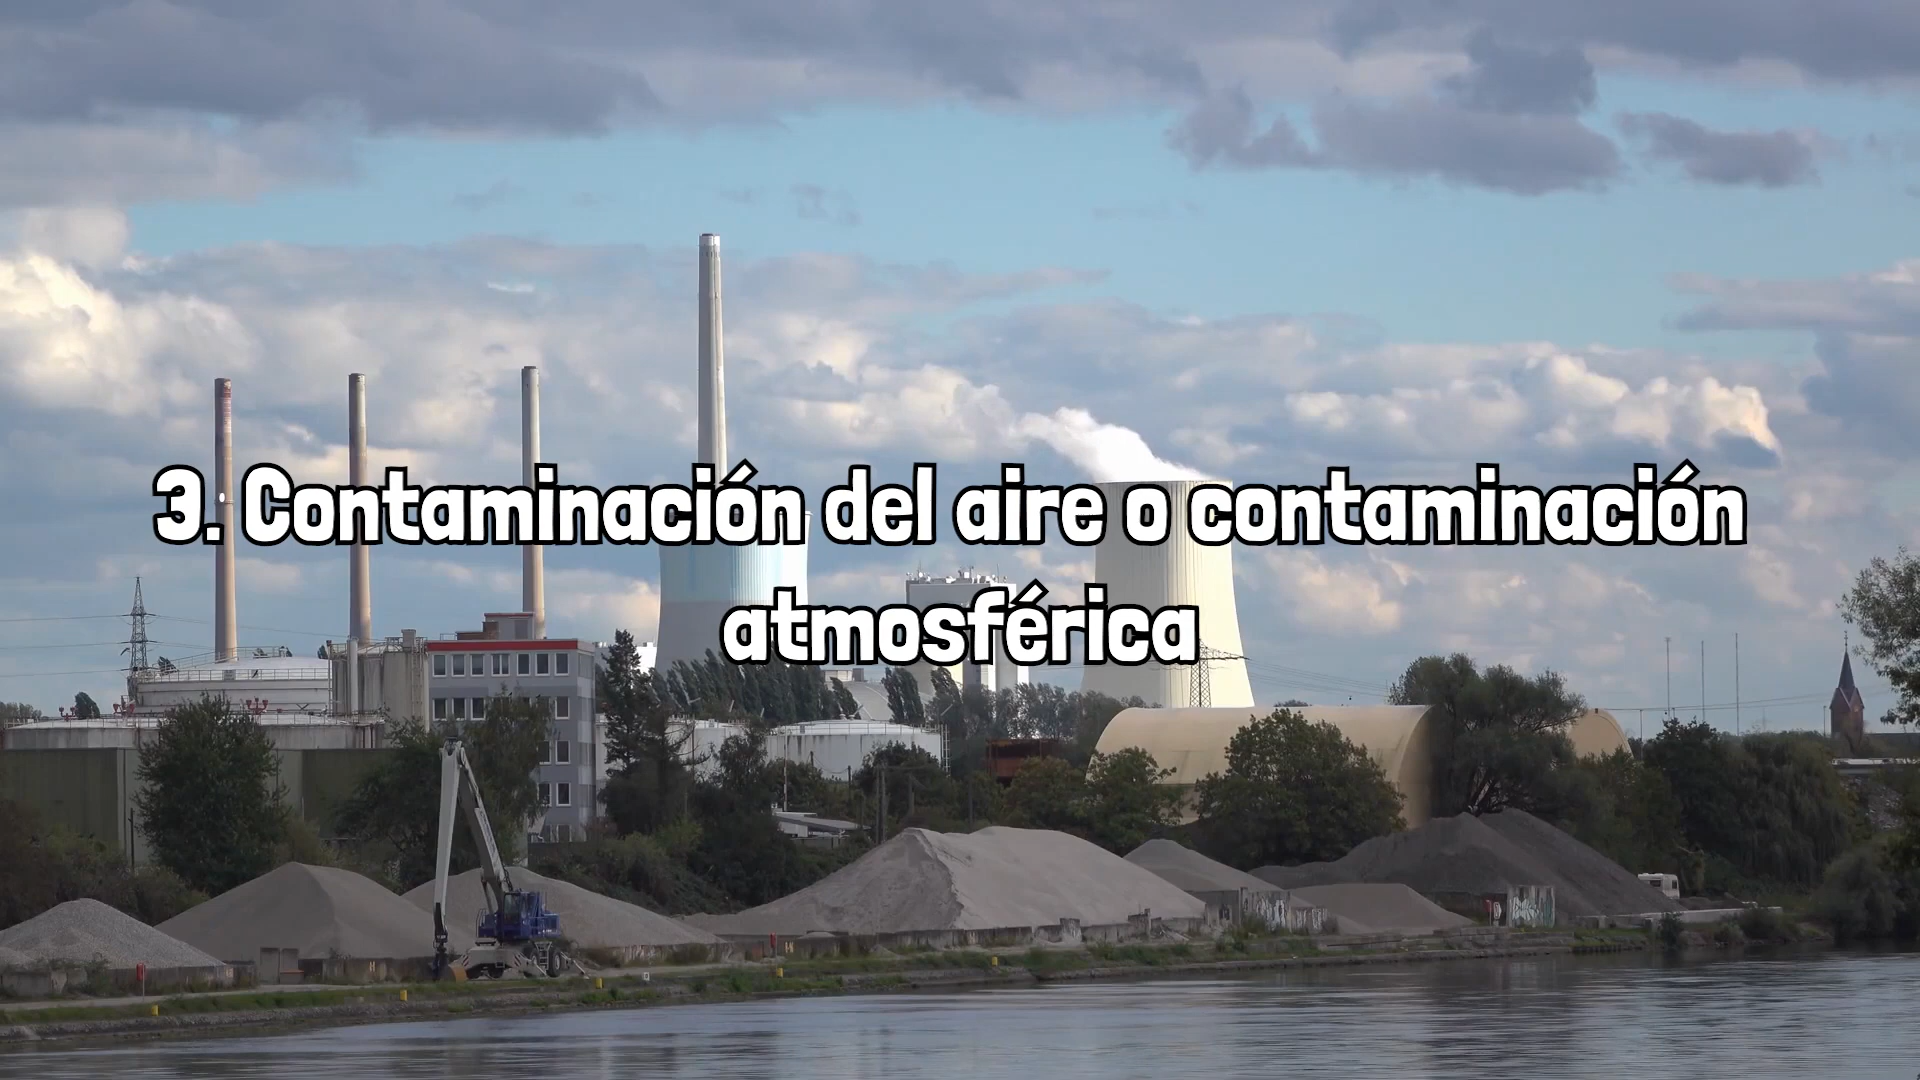 3. Contaminación del aire o contaminación
atmosférica